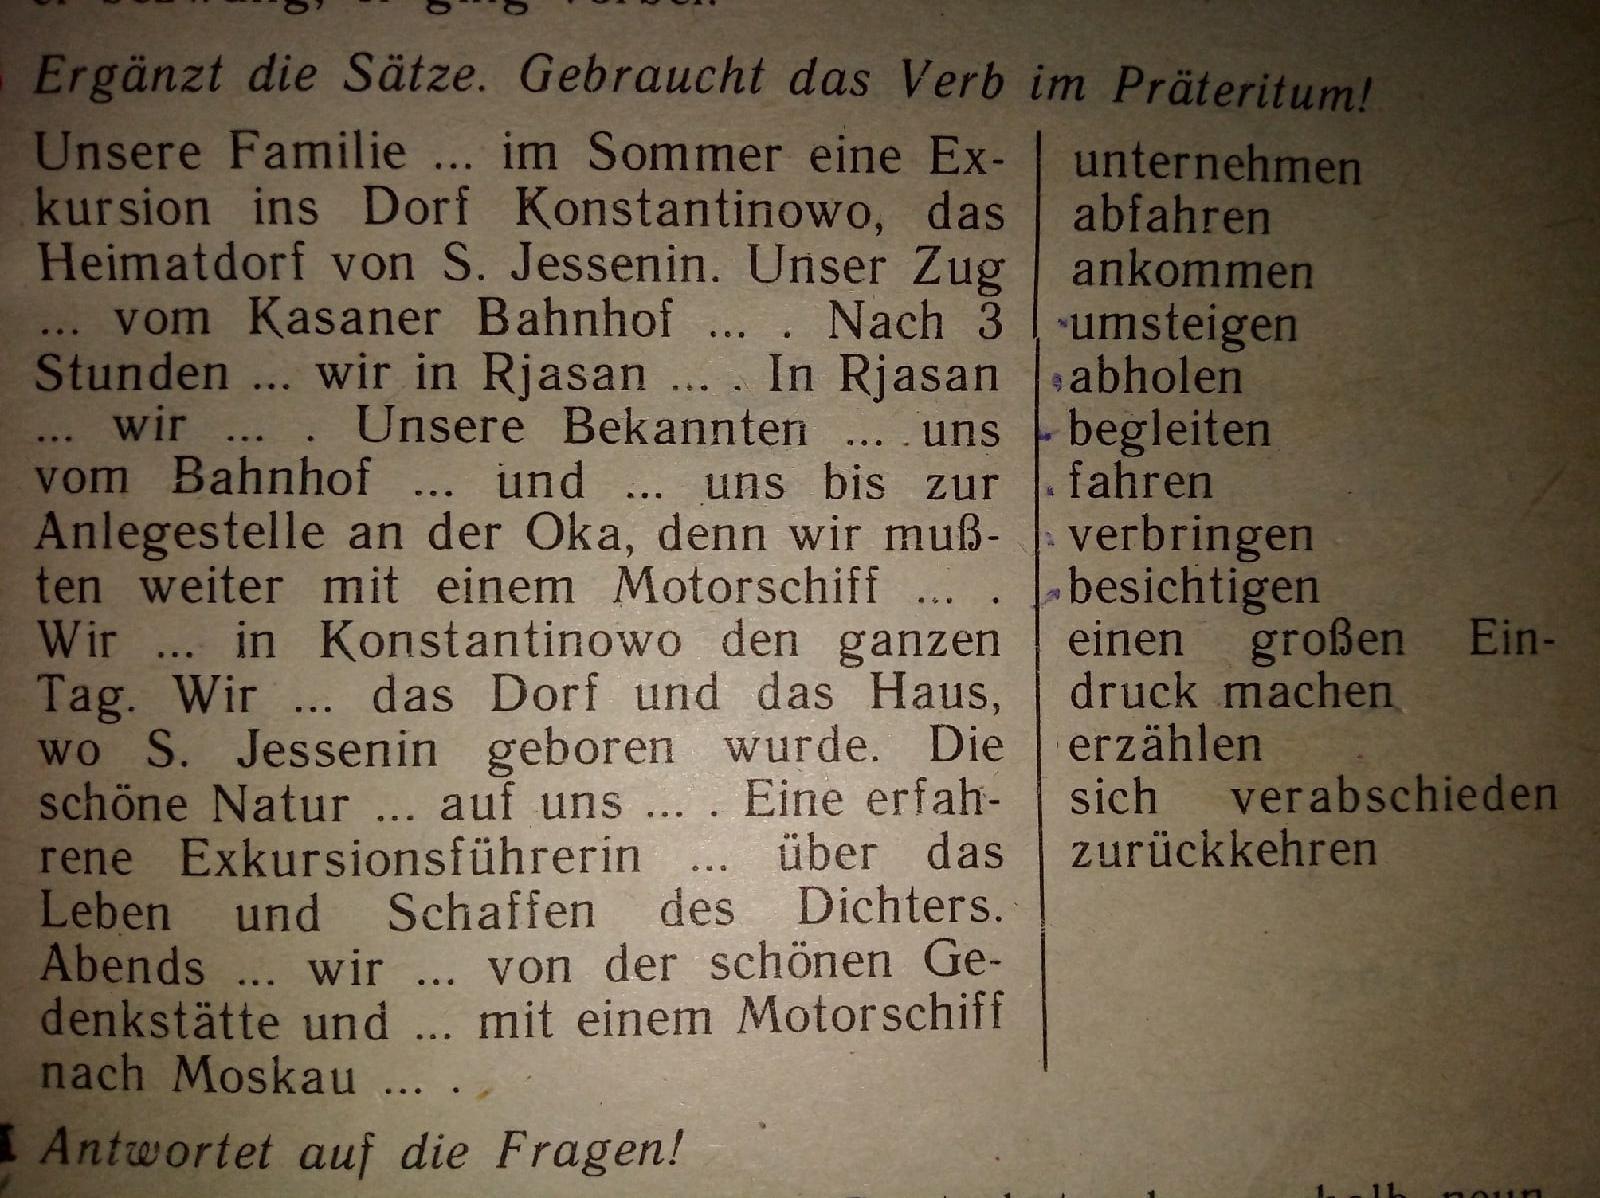 Ergänzt die Sätze. Gebraucht das Verb im Präteritum!
Unsere Familie ... im Sommer eine Ex-
kursion ins Dorf Konstantinowo, das
Heimatdorf von S. Jessenin. Unser Zug
... vom Kasaner Bahnhof ... . Nach 3
Stunden ... wir in Rjasan ... . In Rjasan
... wir ... . Unsere Bekannten ... uns
vom Bahnhof ... und ... uns bis zur
Anlegestelle an der Oka, denn wir muß-
ten weiter mit einem Motorschiff ... .
Wir ... in Konstantinowo den ganzen
Tag. Wir ... das Dorf und das Haus,
wo S. Jessenin geboren wurde. Die
schöne Natur ... auf uns ... . Eine erfah-
rene Exkursionsführerin ... über das
Leben und Schaffen des Dichters.
Abends ... wir ... von der schönen Ge-
denkstätte und ... mit einem Motorschiff
nach Moskau ... .
unternehmen
abfahren
ankommen
umsteigen
abholen
begleiten
fahren
verbringen
besichtigen
einen großen Ein-
druck machen
erzählen
sich verabschieden
zurückkehren
Antwortet auf die Fragen!